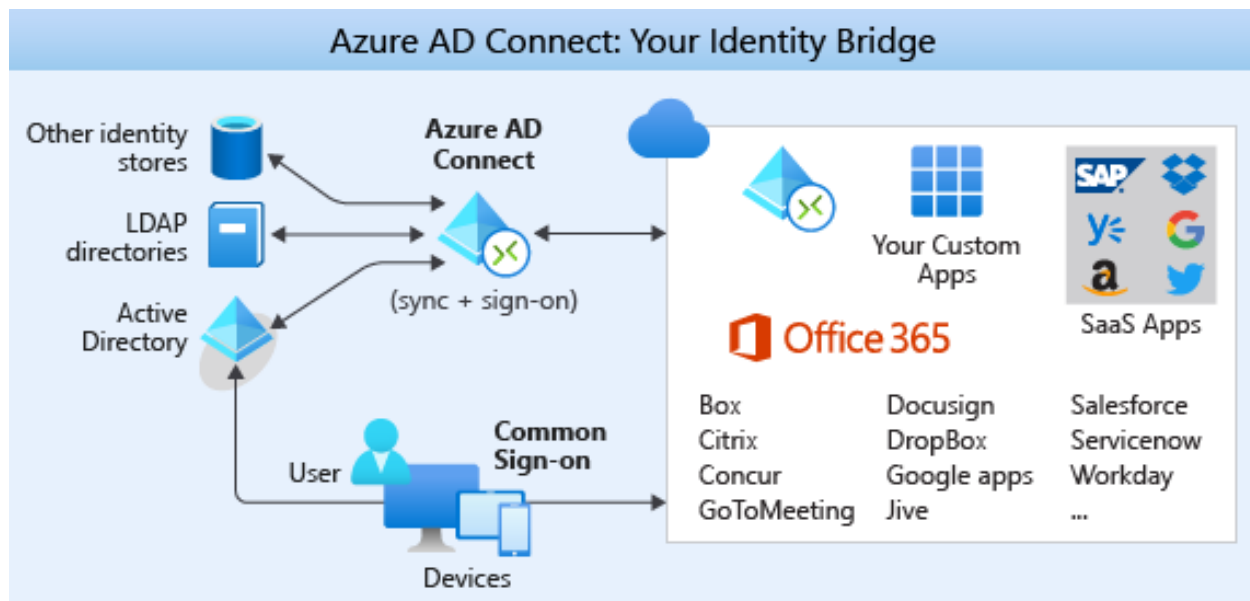 Azure AD Connect: Your Identity Bridge
Other identity
stores
LDAP
directories
Active
Directory
Azure AD
Connect
(sync + sign-on)
User
Common
Sign-on
Devices
Your Custom
Apps
SAP
y
G
a
SaaS Apps
Office 365
Box
Docusign
Salesforce
Citrix
DropBox
Servicenow
Concur
Google apps
Workday
GoToMeeting
Jive
...